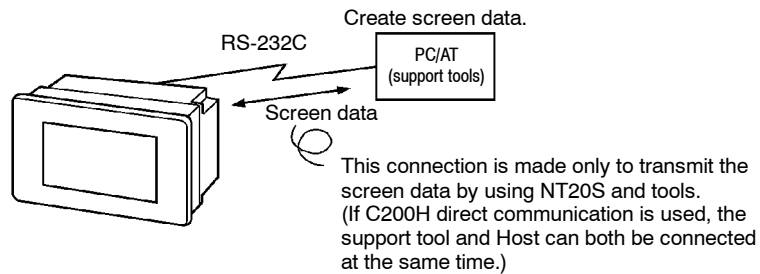 Create screen data.
RS-232C
PC/AT
(support tools)
Screen data
This connection is made only to transmit the
screen data by using NT20S and tools.
(If C200H direct communication is used, the
support tool and Host can both be connected
at the same time.)